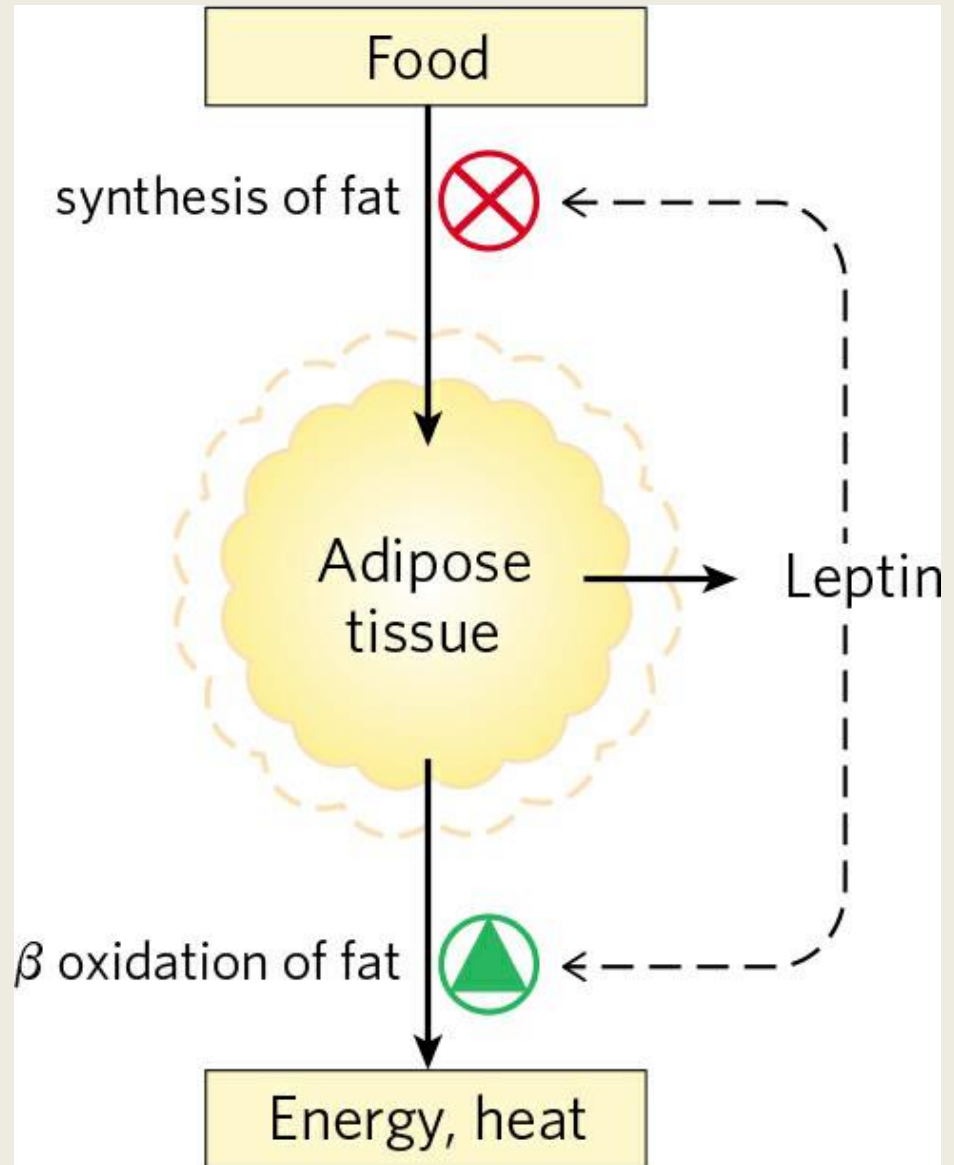 Food
synthesis of fat
Adipose
tissue
Leptin
β oxidation of fat
Energy, heat